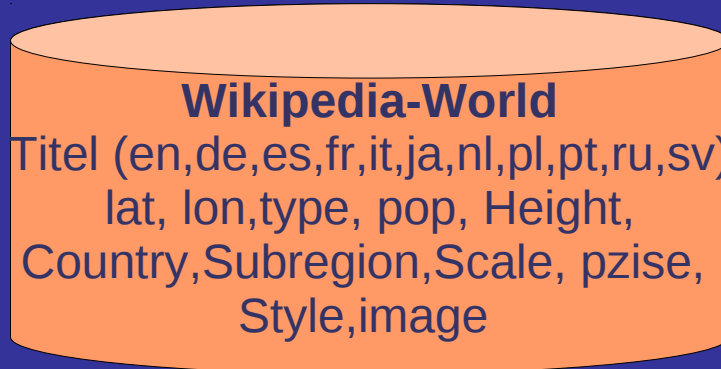 Wikipedia-World
Titel (en,de,es,fr,it,ja,nl,pl,pt,ru,sv)
lat, lon,type, pop, Height,
Country,Subregion,Scale, pzise,
Style,image